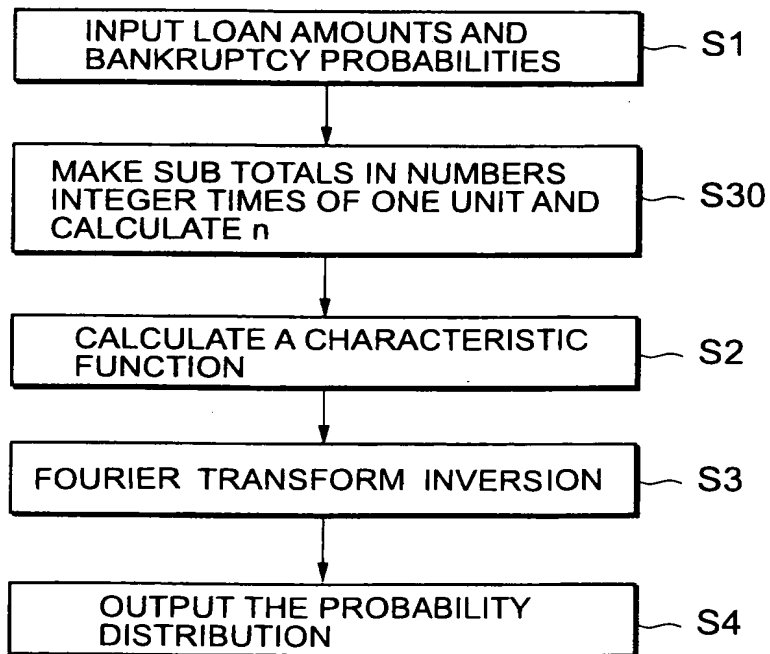 INPUT LOAN AMOUNTS AND
BANKRUPTCY PROBABILITIES
S1
MAKE SUB TOTALS IN NUMBERS
INTEGER TIMES OF ONE UNIT AND
CALCULATE n
S30
CALCULATE A CHARACTERISTIC
FUNCTION
S2
FOURIER TRANSFORM INVERSION
S3
OUTPUT THE PROBABILITY
DISTRIBUTION
S4